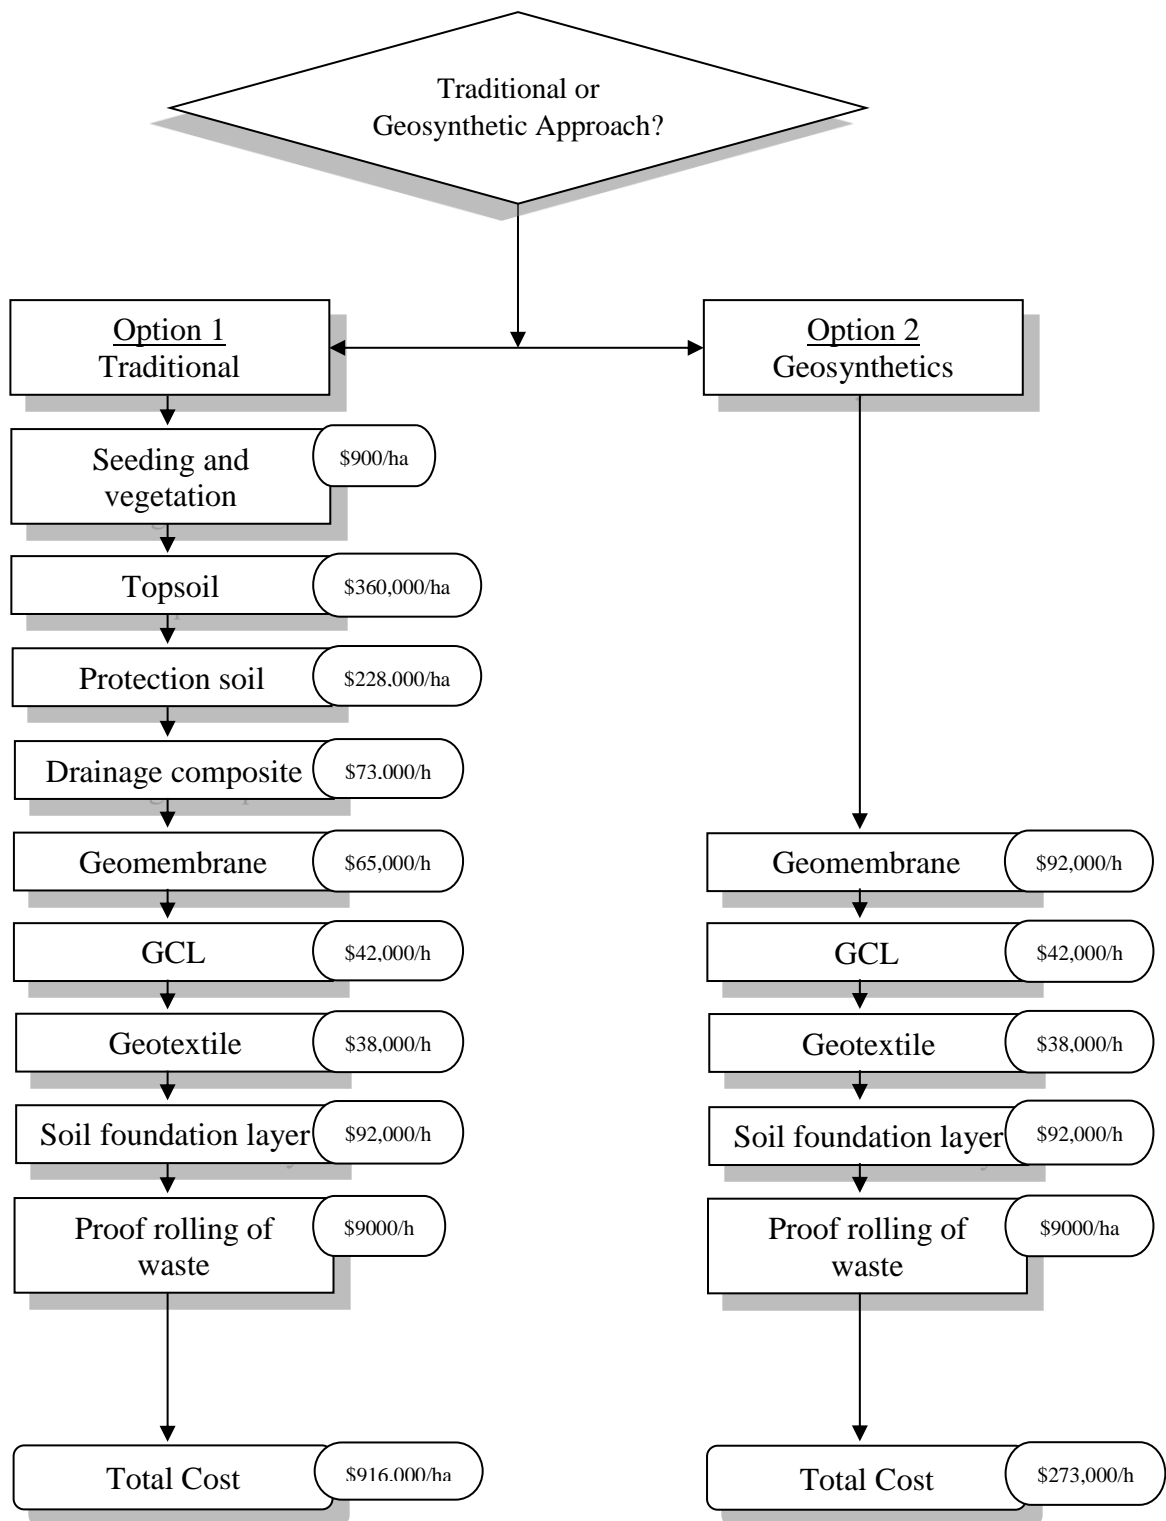 Traditional or
Geosynthetic Approach?
Option 1
Traditional
Option 2
Geosynthetics
Seeding and
vegetation
$900/ha
Topsoil
$360,000/ha
Protection soil
$228,000/ha
Drainage composite
$73,000/h
Geomembrane
$65,000/h
GCL
$42,000/h
Geotextile
$38,000/h
Soil foundation layer
$92,000/h
Proof rolling of
waste
$9000/h
Total Cost
$916,000/ha
Geomembrane
$92,000/h
GCL
$42,000/h
Geotextile
$38,000/h
Soil foundation layer
$92,000/h
Proof rolling of
waste
$9000/ha
Total Cost
$273,000/h